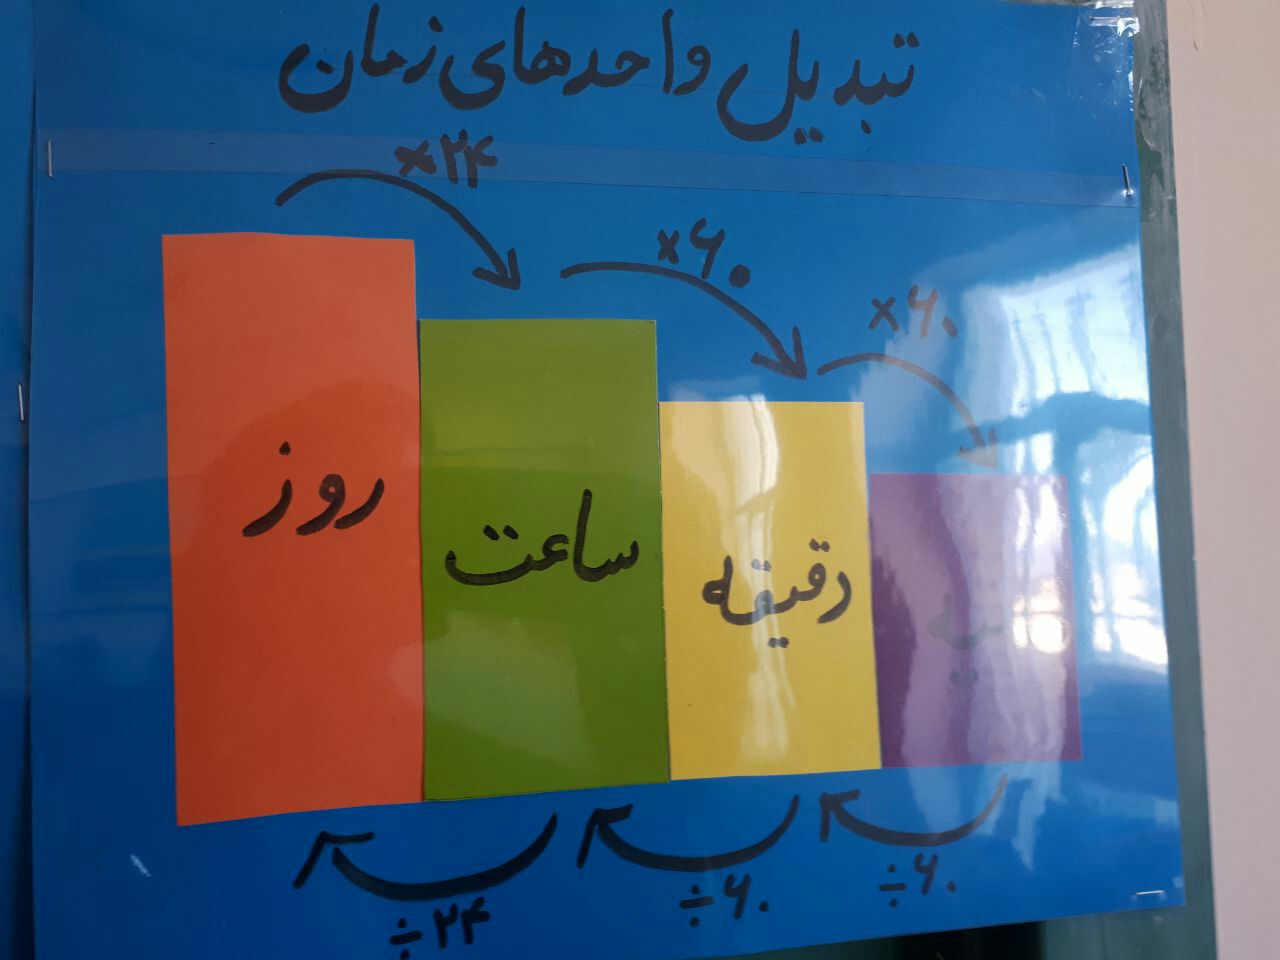 تبدیل واحدهای زمان
×۲۴
×۶۰
×۶۰
روز
ساعت
دقیقه
÷۲۴
÷۶۰
÷۶۰